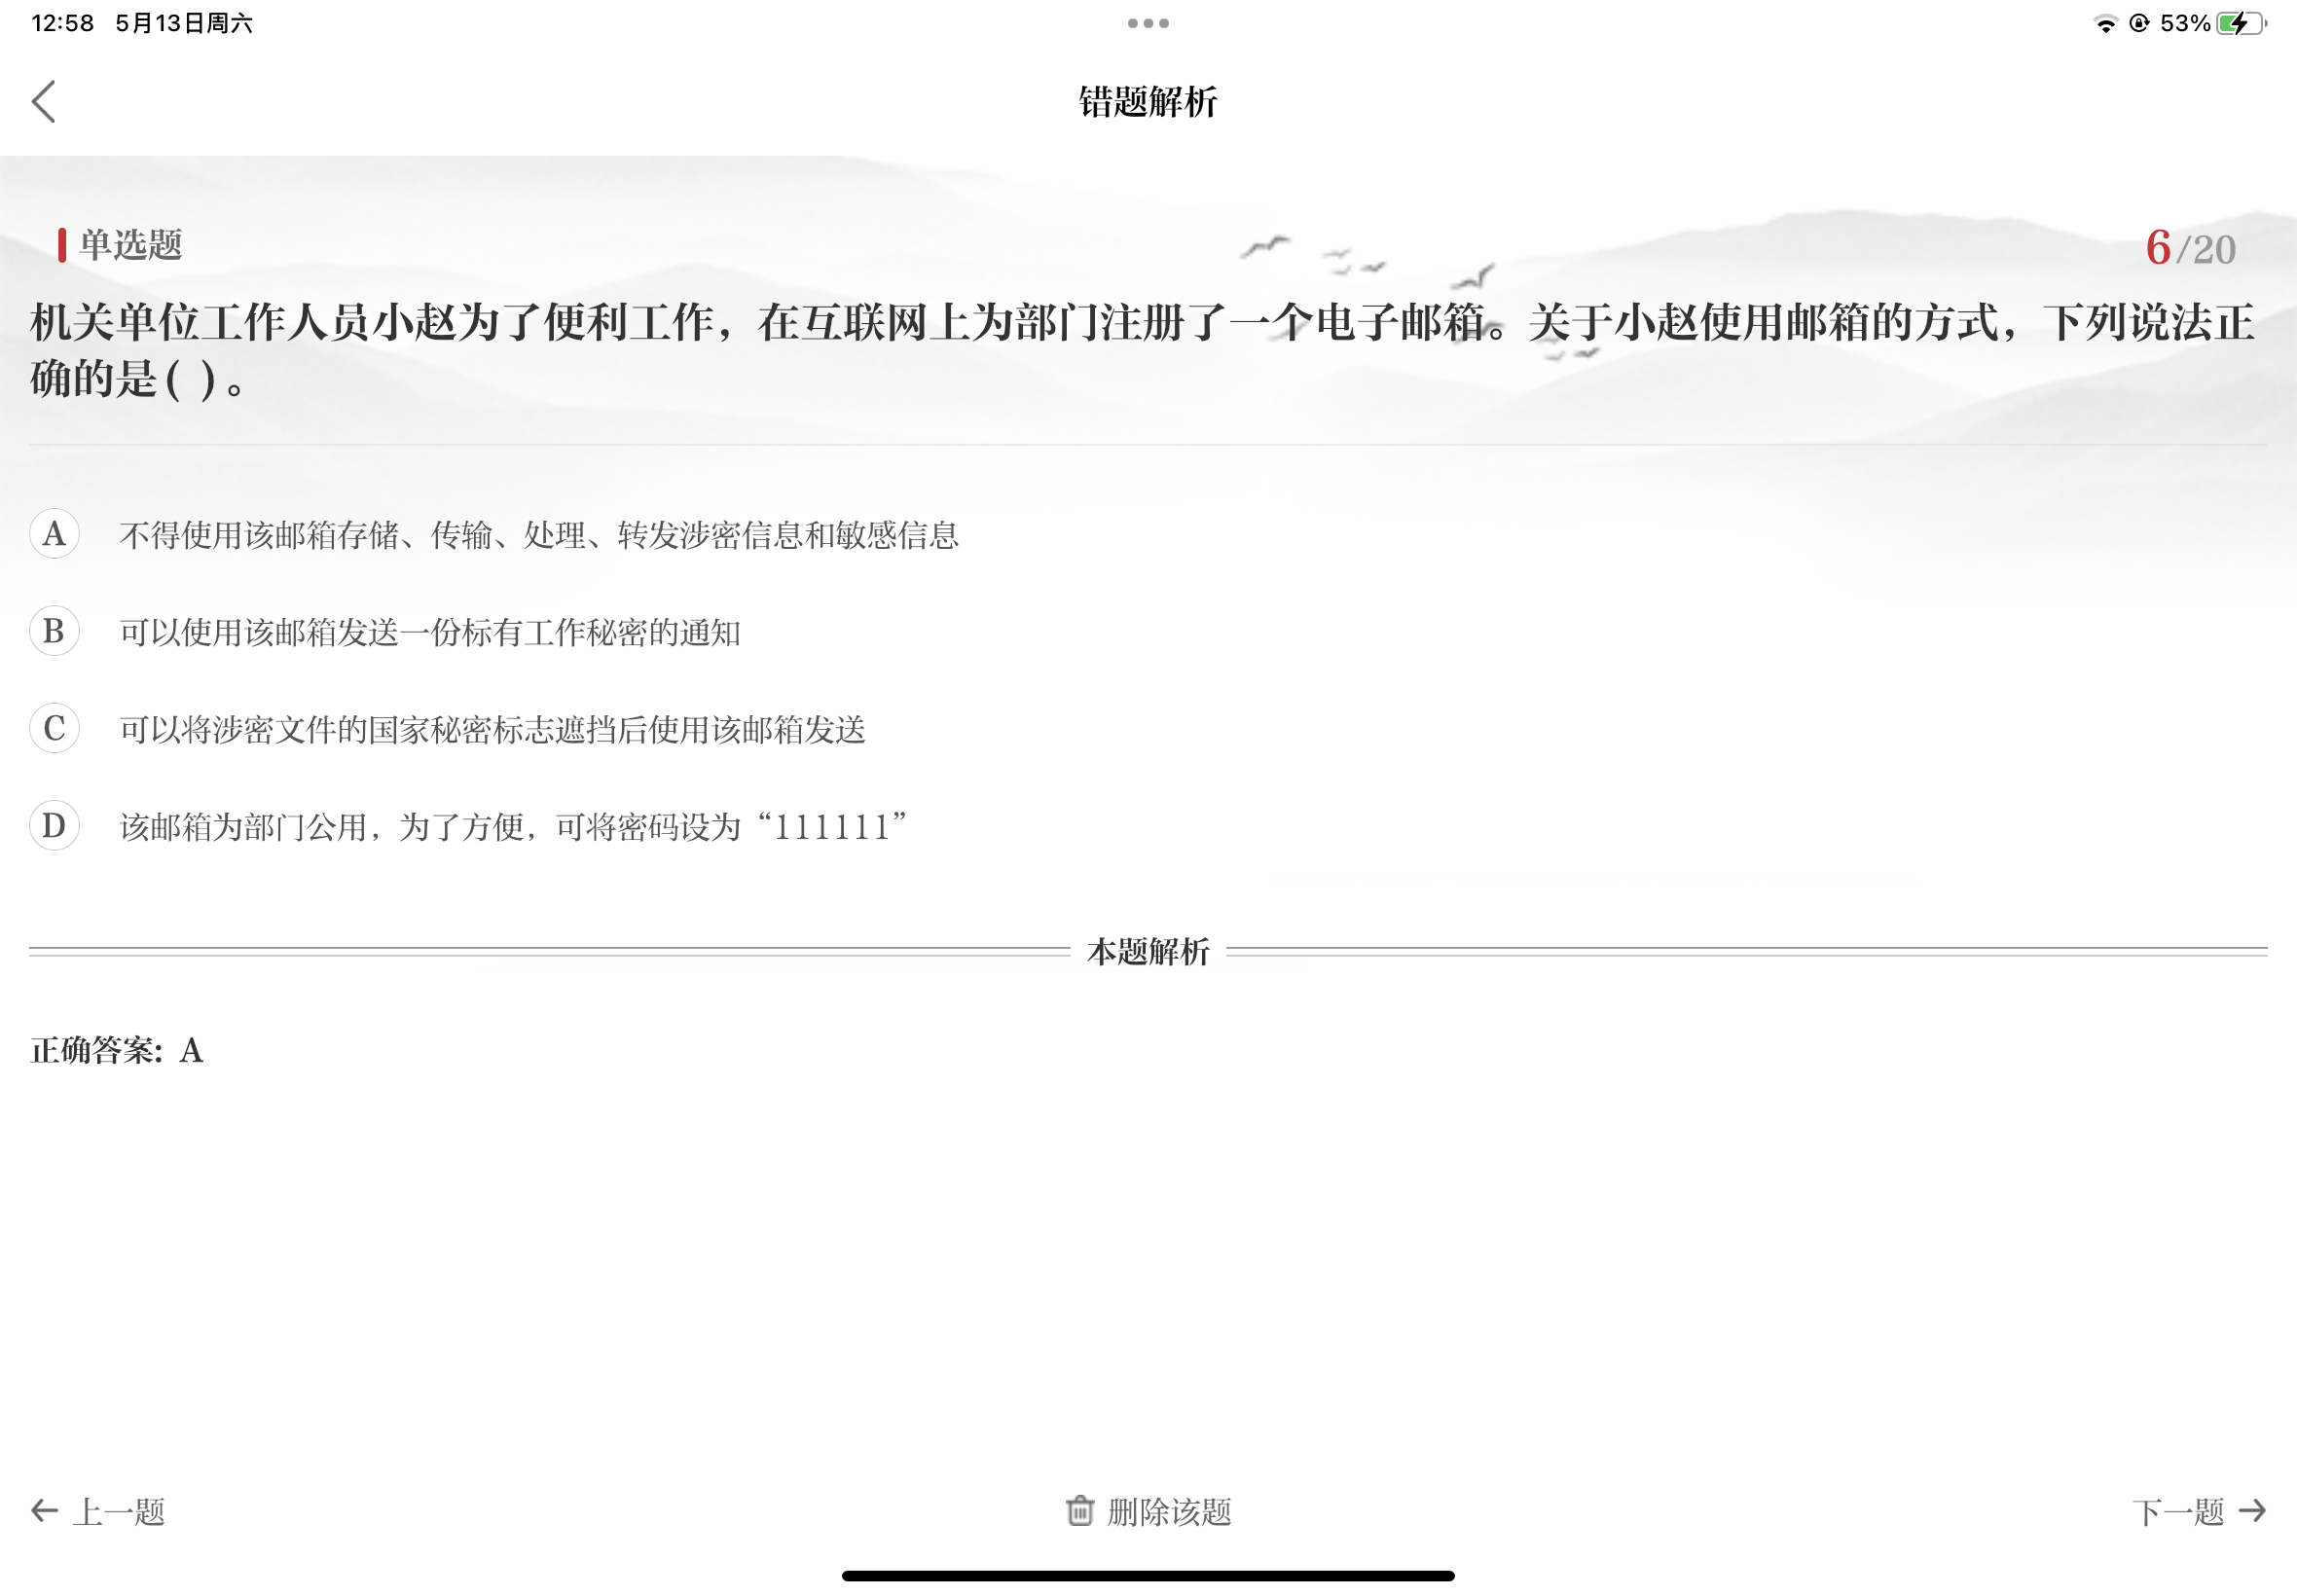 12:58 5月13日周六
53%
错题解析
单选题
6/20
机关单位工作人员小赵为了便利工作，在互联网上为部门注册了一个电子邮箱。关于小赵使用邮箱的方式，下列说法正
确的是( )。
A 不得使用该邮箱存储、传输、处理、转发涉密信息和敏感信息
B 可以使用该邮箱发送一份标有工作秘密的通知
C 可以将涉密文件的国家秘密标志遮挡后使用该邮箱发送
D 该邮箱为部门公用，为了方便，可将密码设为“111111”
本题解析
正确答案: A
上一题
删除该题
下一题